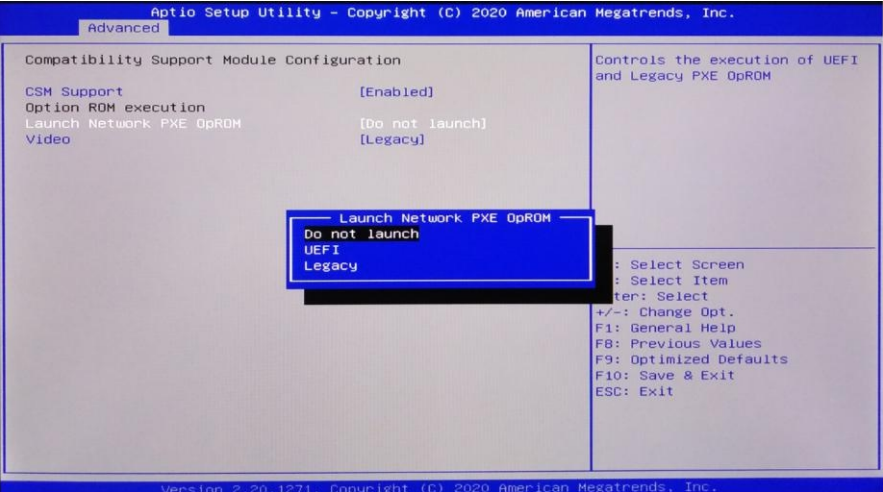 Aptio Setup Utility – Copyright (C) 2020 American Megatrends, Inc.
Advanced
Compatibility Support Module Configuration
CSM Support [Enabled]
Option ROM execution
Launch Network PXE OpROM [Do not launch]
Video [Legacy]
Controls the execution of UEFI
and Legacy PXE OpROM
Launch Network PXE OpROM
Do not launch
UEFI
Legacy
: Select Screen
: Select Item
ter: Select
+/-: Change Opt.
F1: General Help
F8: Previous Values
F9: Optimized Defaults
F10: Save & Exit
ESC: Exit
Version 2.20.1271. Copyright (C) 2020 American Megatrends, Inc.